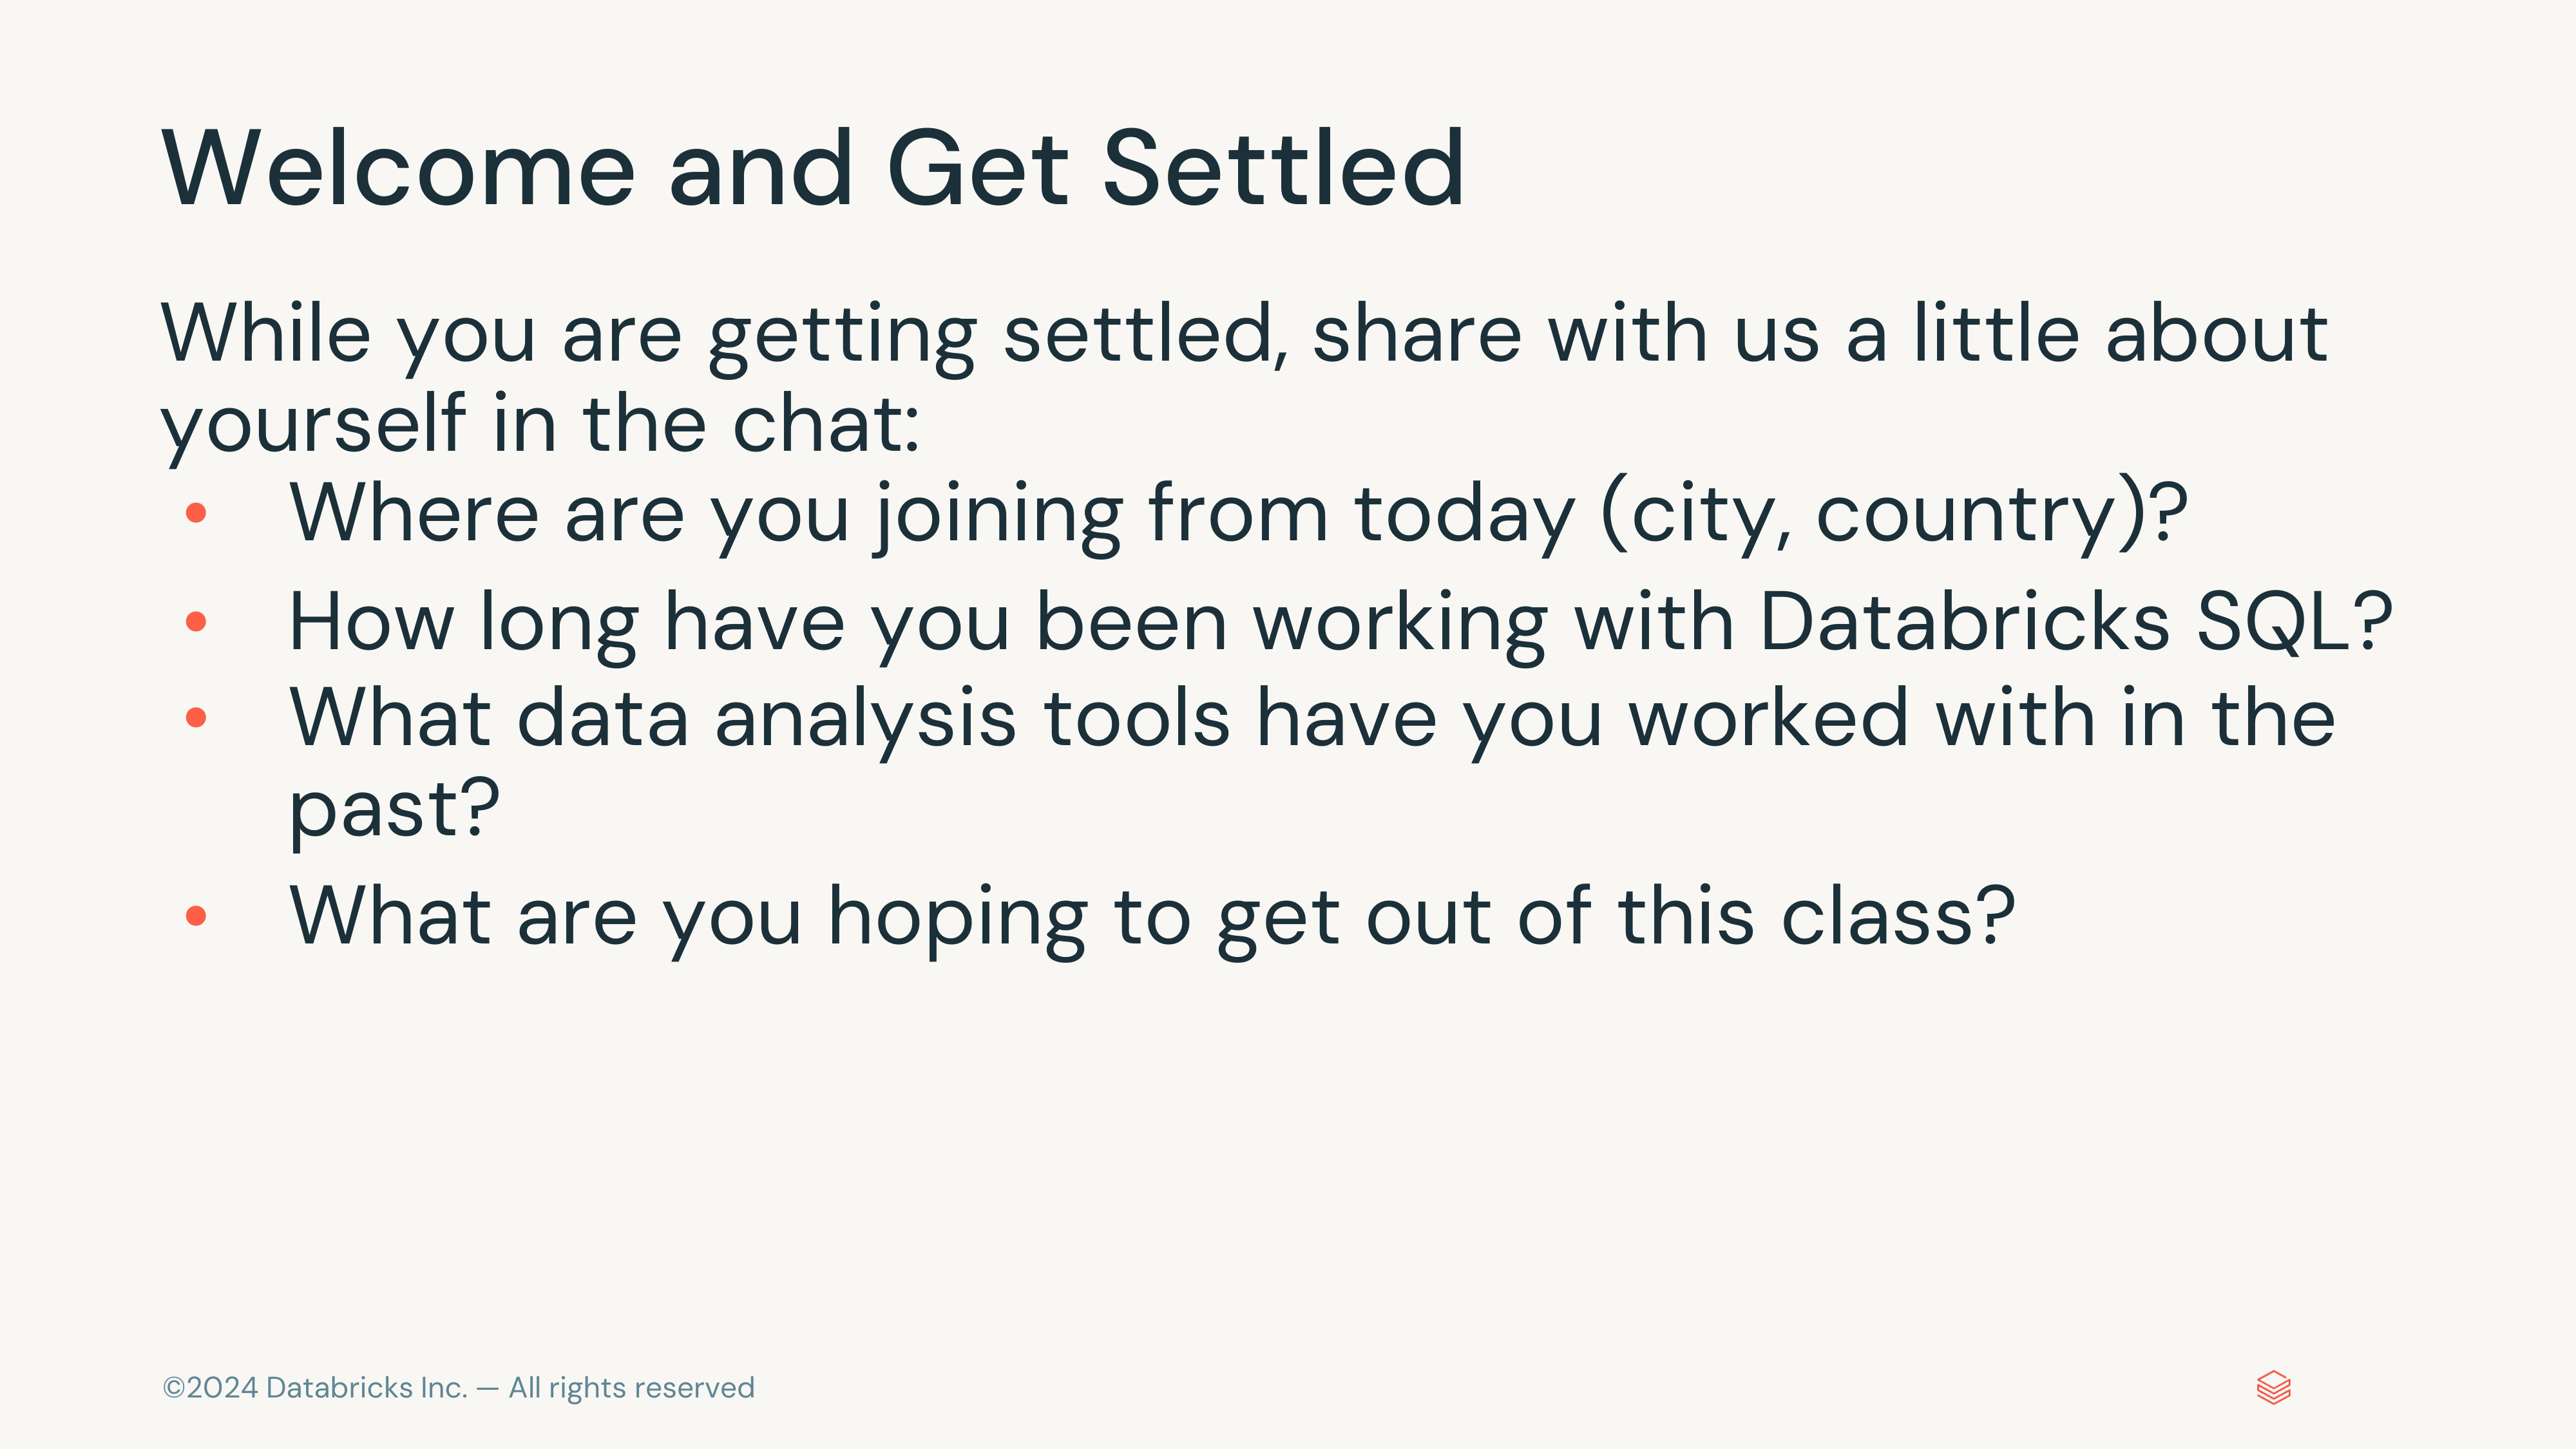 Welcome and Get Settled
While you are getting settled, share with us a little about
yourself in the chat:
• Where are you joining from today (city, country)?
• How long have you been working with Databricks SQL?
• What data analysis tools have you worked with in the
past?
• What are you hoping to get out of this class?
©2024 Databricks Inc. — All rights reserved